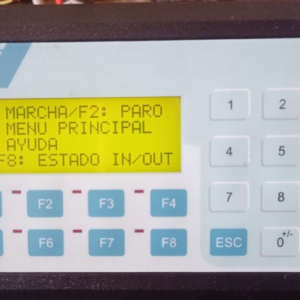 MARCHA/F2: PARO
MENU PRINCIPAL
AYUDA
F8: ESTADO IN/OUT
1 2
4 5
F2 F3 F4 7 8
F6 F7 F8 ESC 0 +/-